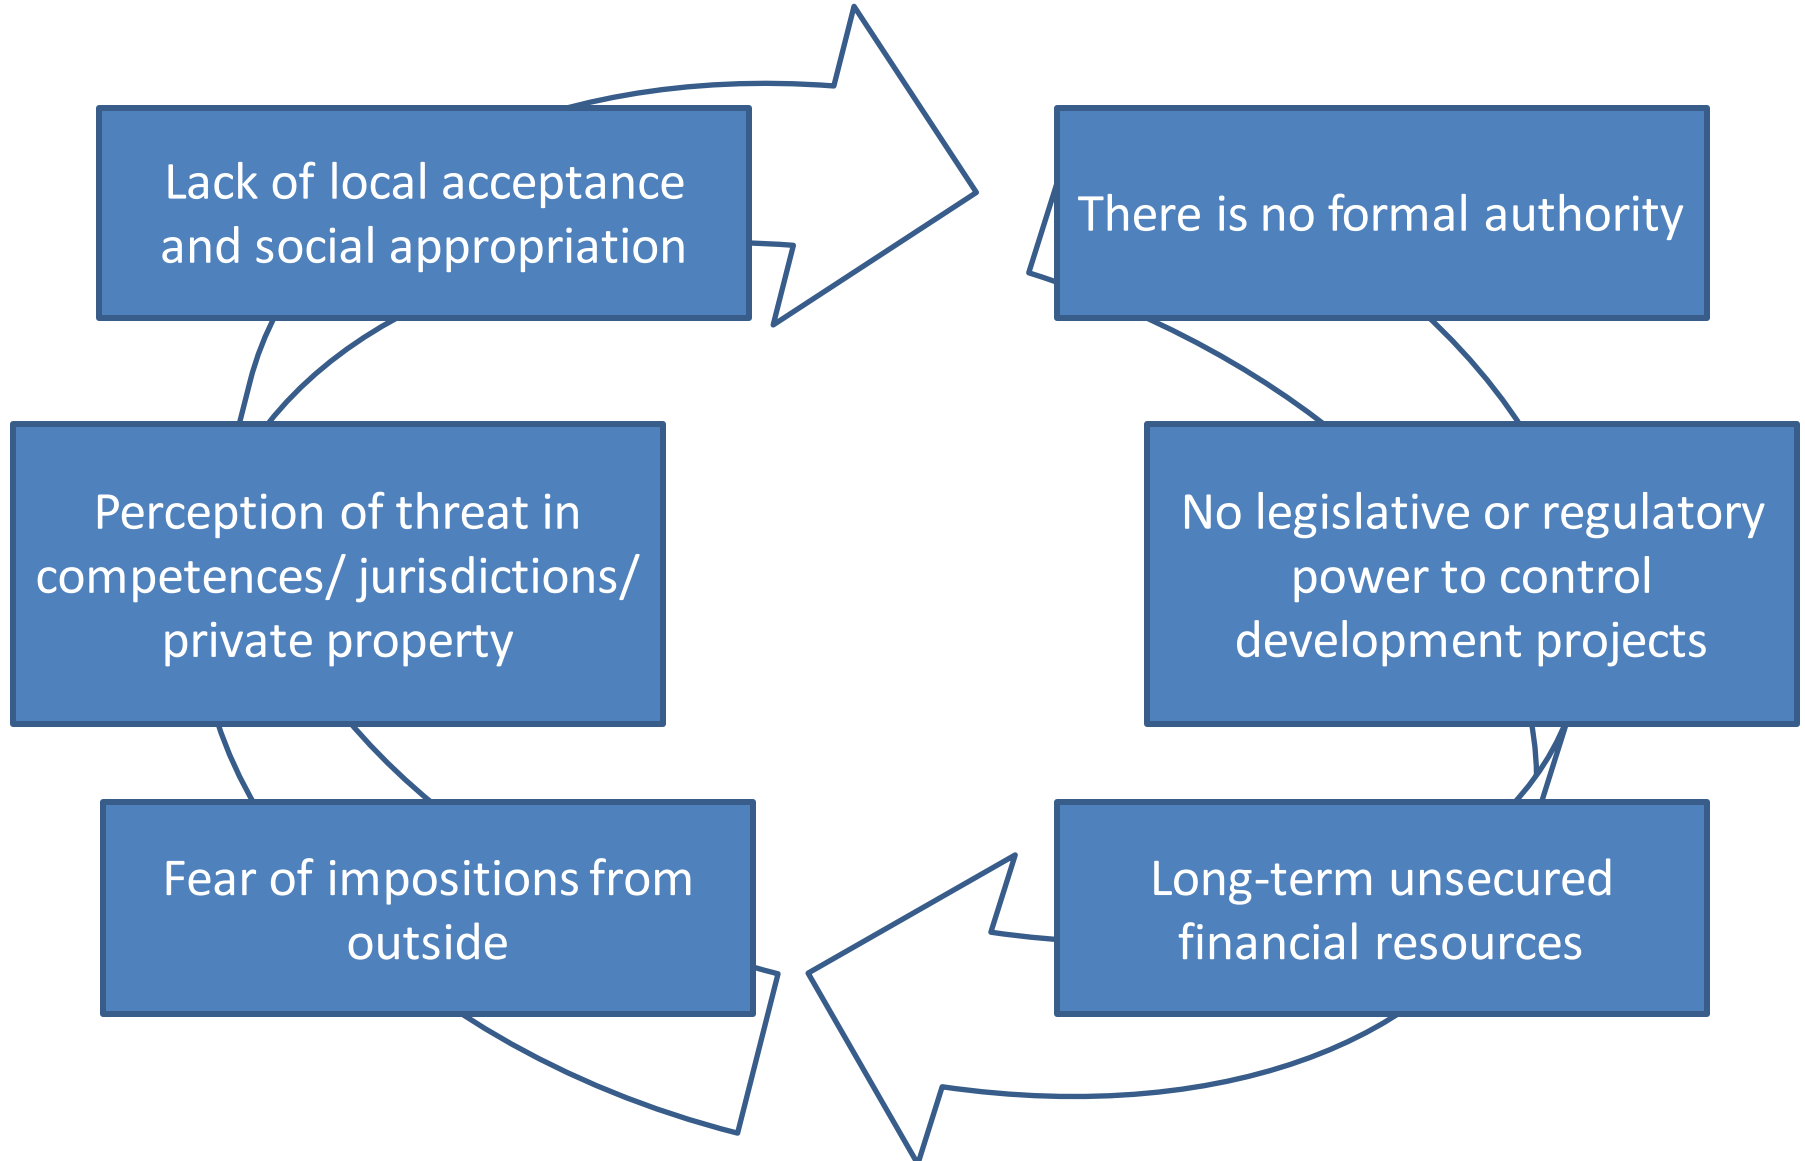 Lack of local acceptance
and social appropriation
There is no formal authority
Perception of threat in
competences/ jurisdictions/
private property
No legislative or regulatory
power to control
development projects
Fear of impositions from
outside
Long-term unsecured
financial resources